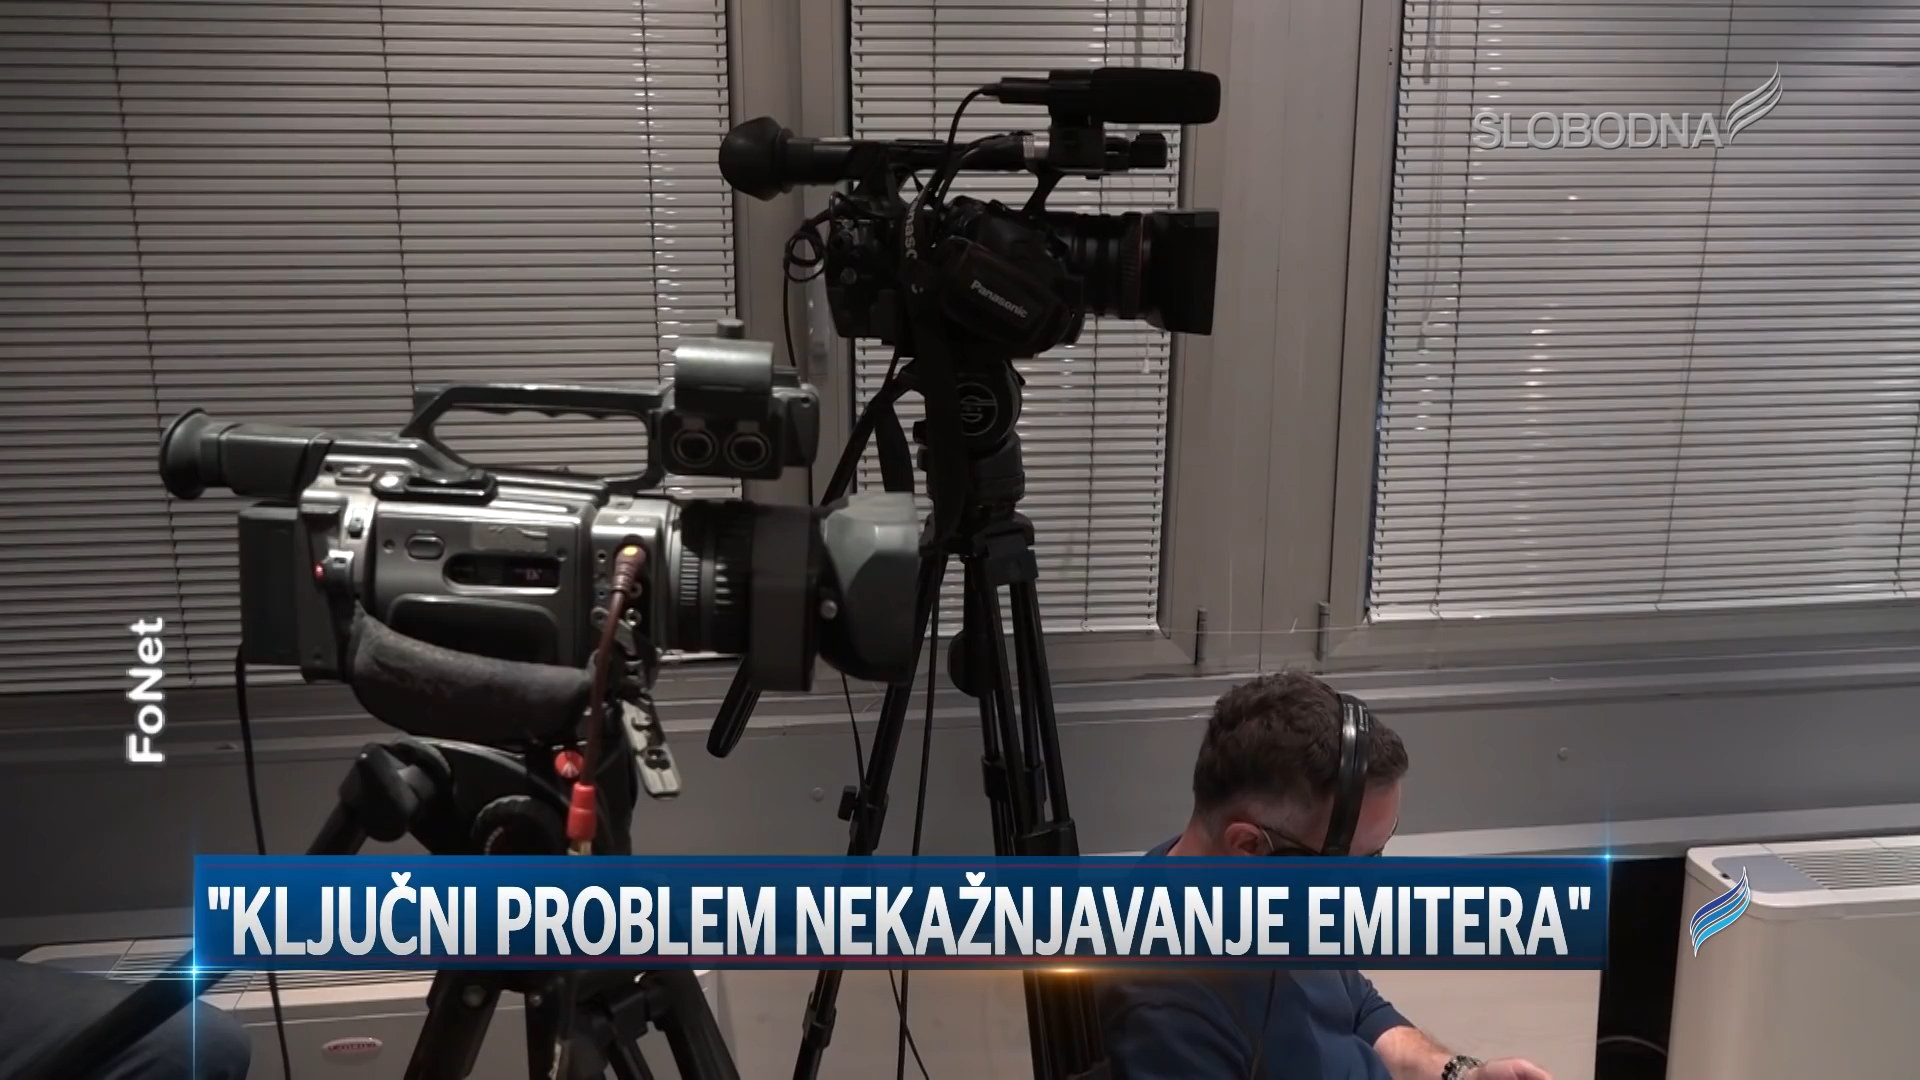 SLOBODNA
Panasonic
FoNet
"KLJUČNI PROBLEM NEKAŽNJAVANJE EMITERA"